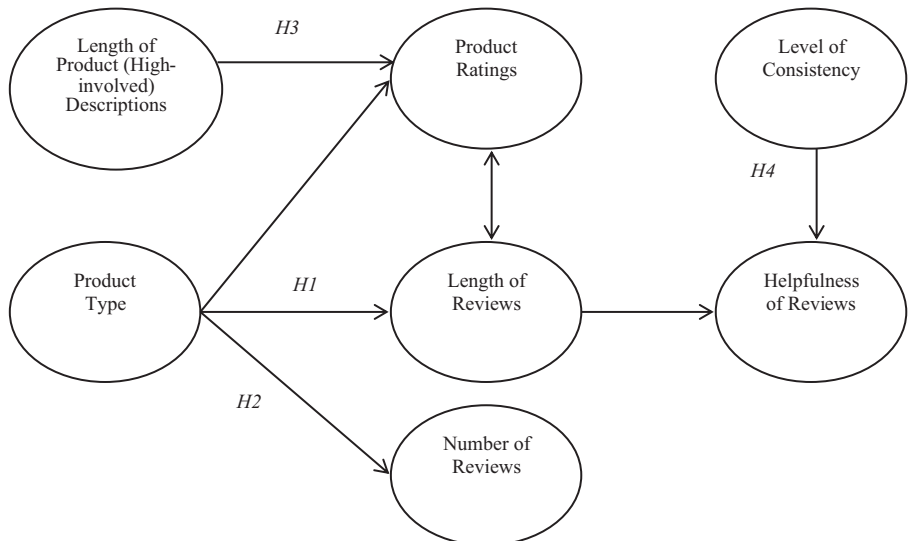 H3
Length of
Product (High-
involved)
Descriptions
Product
Ratings
Level of
Consistency
H4
Product
Type
H1
Length of
Reviews
Helpfulness
of Reviews
H2
Number of
Reviews